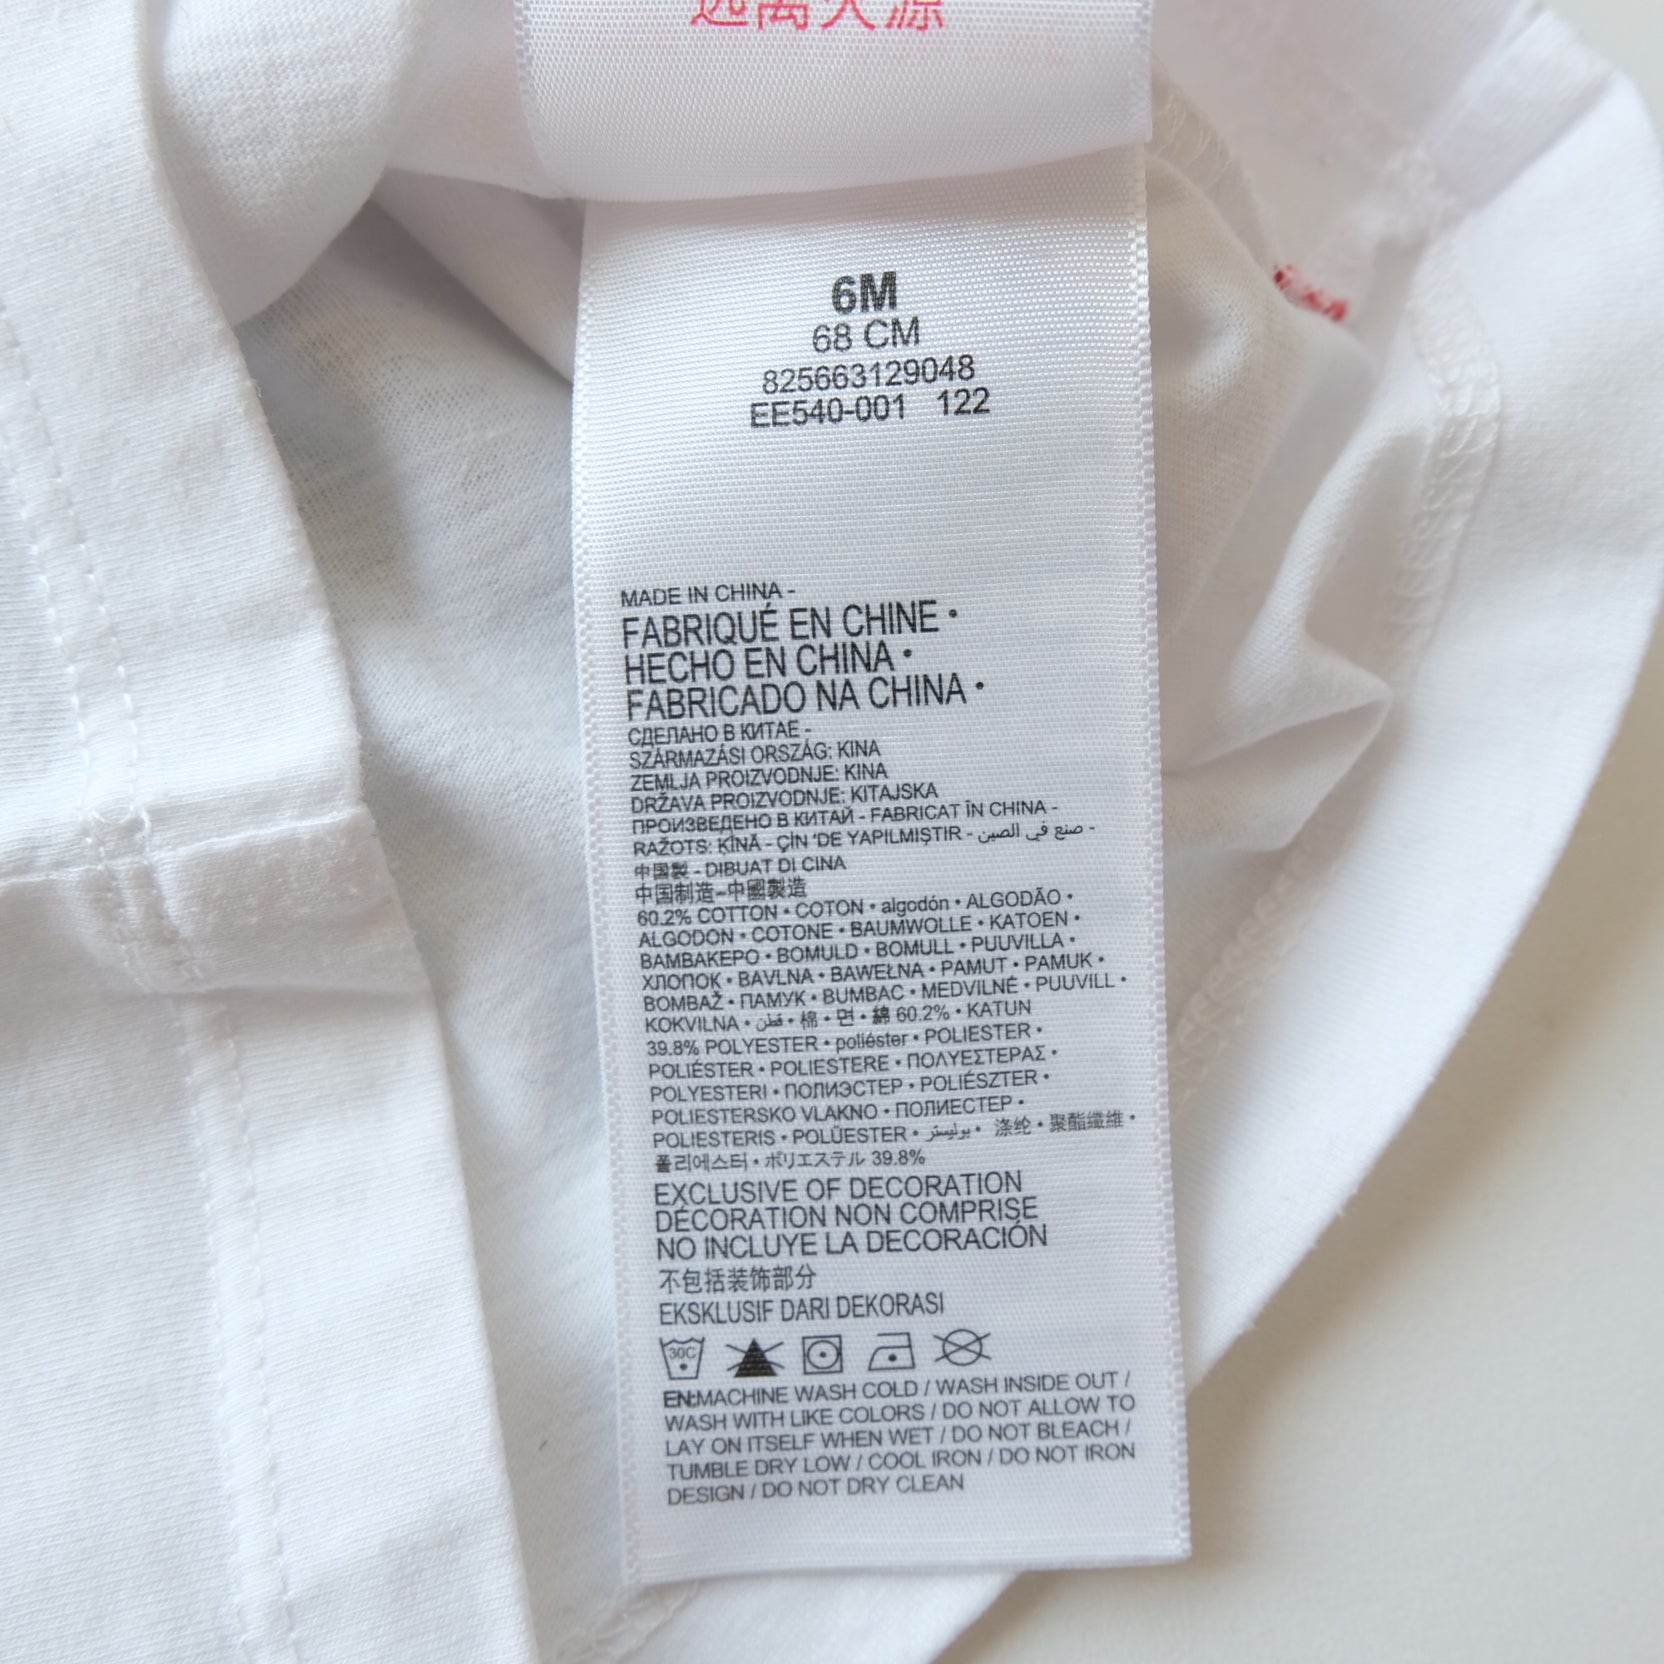 远离火源
6M
68 CM
825663129048
EE540-001 122
MADE IN CHINA -
FABRIQUÉ EN CHINE •
HECHO EN CHINA •
FABRICADO NA CHINA •
СДЕЛАНО В КИТАЕ -
SZÁRMAZÁSI ORSZÁG: KINA
ZEMLJA PROIZVODNJE: KINA
DRŽAVA PROIZVODNJE: KITAJSKA
ПРОИЗВЕДЕНО В КИТАЙ - FABRICAT ÎN CHINA -
RAŽOTS: ĶĪNĀ - ÇİN 'DE YAPILMIŞTIR - صنع في الصين -
中国製 - DIBUAT DI CINA
中国制造-中國製造
60.2% COTTON • COTON • algodón • ALGODÃO •
ALGODON • COTONE • BAUMWOLLE • KATOEN •
BAMBAKEPO • BOMULD • BOMULL • PUUVILLA •
ХЛОПОК • BAVLNA • BAWEŁNA • PAMUT • PAMUK •
BOMBAŽ • ПАМУК • BUMBAC • MEDVILNÉ • PUUVILL •
KOKVILNA • قطن • 棉 • 면 • 綿 60.2% • KATUN
39.8% POLYESTER • poliéster • POLIESTER •
POLIÉSTER • POLIESTERE • ΠΟΛΥΕΣΤΕΡΑΣ •
POLYESTERI • ПОЛИЭСТЕР • POLIÉSZTER •
POLIESTERSKO VLAKNO • ПОЛИЕСТЕР •
POLIESTERIS • POLÜESTER • بوليستر • 涤纶 • 聚酯纖維 •
폴리에스터 • ポリエステル 39.8%
EXCLUSIVE OF DECORATION
DÉCORATION NON COMPRISE
NO INCLUYE LA DECORACIÓN
不包括装饰部分
EKSKLUSIF DARI DEKORASI
30C
EN:MACHINE WASH COLD / WASH INSIDE OUT /
WASH WITH LIKE COLORS / DO NOT ALLOW TO
LAY ON ITSELF WHEN WET / DO NOT BLEACH /
TUMBLE DRY LOW / COOL IRON / DO NOT IRON
DESIGN / DO NOT DRY CLEAN